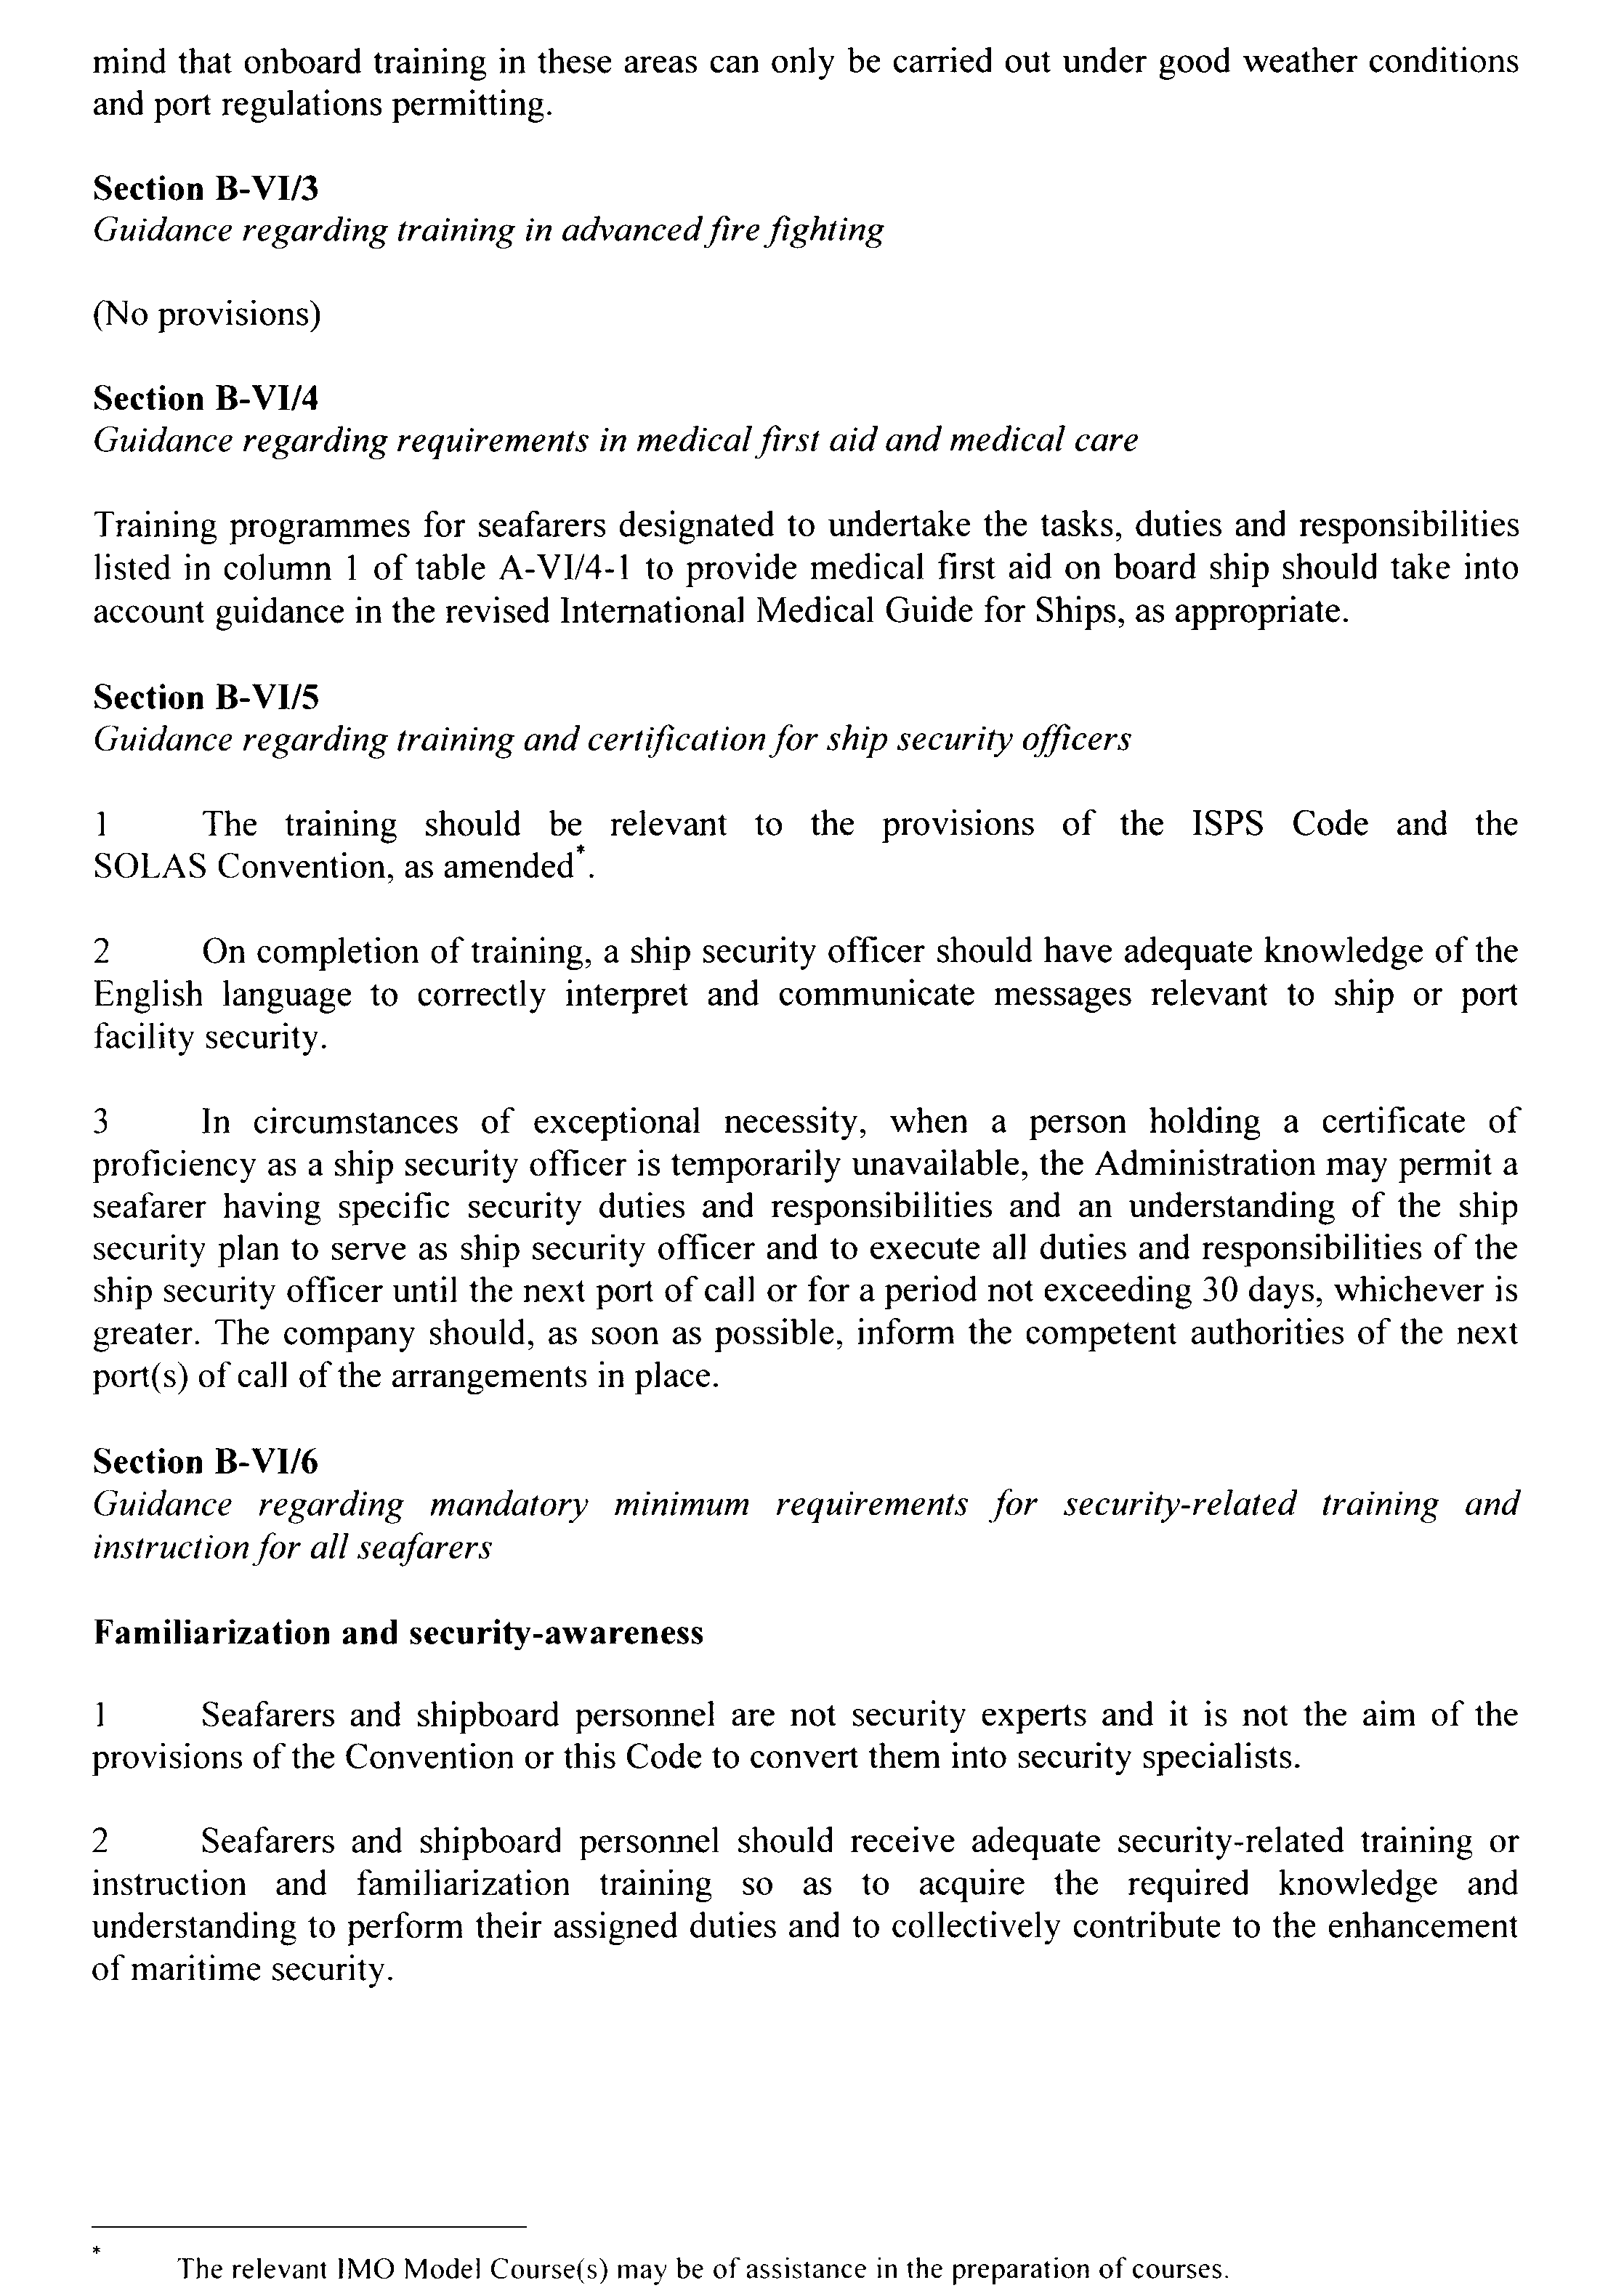 mind that onboard training in these areas can only be carried out under good weather conditions
and port regulations permitting.
Section B-VI/3
Guidance regarding training in advanced fire fighting
(No provisions)
Section B-VI/4
Guidance regarding requirements in medical first aid and medical care
Training programmes for seafarers designated to undertake the tasks, duties and responsibilities
listed in column 1 of table A-VI/4-1 to provide medical first aid on board ship should take into
account guidance in the revised International Medical Guide for Ships, as appropriate.
Section B-VI/5
Guidance regarding training and certification for ship security officers
1 The training should be relevant to the provisions of the ISPS Code and the
SOLAS Convention, as amended*.
2 On completion of training, a ship security officer should have adequate knowledge of the
English language to correctly interpret and communicate messages relevant to ship or port
facility security.
3 In circumstances of exceptional necessity, when a person holding a certificate of
proficiency as a ship security officer is temporarily unavailable, the Administration may permit a
seafarer having specific security duties and responsibilities and an understanding of the ship
security plan to serve as ship security officer and to execute all duties and responsibilities of the
ship security officer until the next port of call or for a period not exceeding 30 days, whichever is
greater. The company should, as soon as possible, inform the competent authorities of the next
port(s) of call of the arrangements in place.
Section B-VI/6
Guidance regarding mandatory minimum requirements for security-related training and
instruction for all seafarers
Familiarization and security-awareness
1 Seafarers and shipboard personnel are not security experts and it is not the aim of the
provisions of the Convention or this Code to convert them into security specialists.
2 Seafarers and shipboard personnel should receive adequate security-related training or
instruction and familiarization training so as to acquire the required knowledge and
understanding to perform their assigned duties and to collectively contribute to the enhancement
of maritime security.
* The relevant IMO Model Course(s) may be of assistance in the preparation of courses.